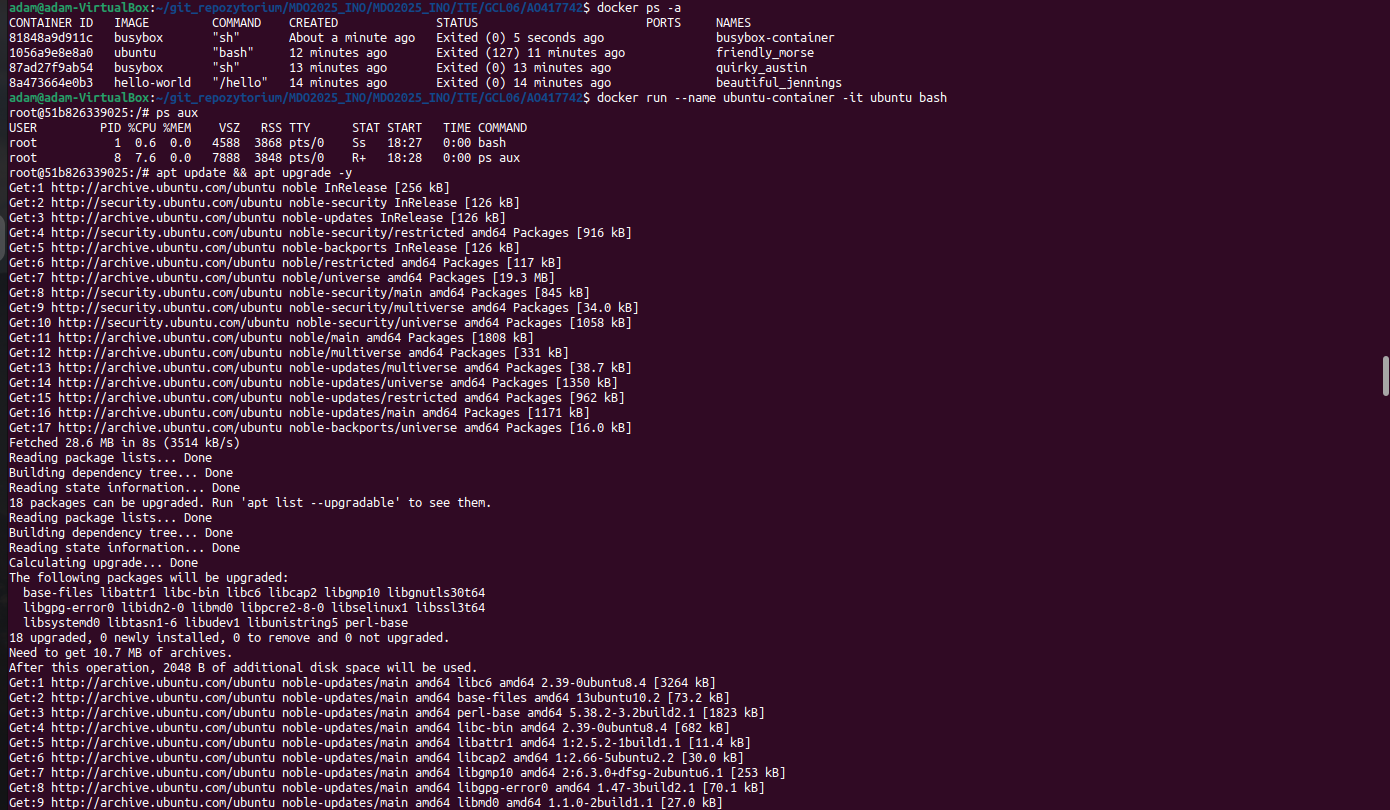 adam@adam-VirtualBox:~/git_repozytorium/MDO2025_INO/MDO2025_INO/ITE/GCL06/AO417742$ docker ps -a
CONTAINER ID   IMAGE         COMMAND    CREATED              STATUS                        PORTS     NAMES
81848a9d911c   busybox       "sh"       About a minute ago   Exited (0) 5 seconds ago                busybox-container
1056a9e8e8a0   ubuntu        "bash"     12 minutes ago       Exited (127) 11 minutes ago             friendly_morse
87ad27f9ab54   busybox       "sh"       13 minutes ago       Exited (0) 13 minutes ago               quirky_austin
8a473664e0b3   hello-world   "/hello"   14 minutes ago       Exited (0) 14 minutes ago               beautiful_jennings
adam@adam-VirtualBox:~/git_repozytorium/MDO2025_INO/MDO2025_INO/ITE/GCL06/AO417742$ docker run --name ubuntu-container -it ubuntu bash
root@51b826339025:/# ps aux
USER         PID %CPU %MEM    VSZ   RSS TTY      STAT START   TIME COMMAND
root           1  0.6  0.0   4588  3868 pts/0    Ss   18:27   0:00 bash
root           8  7.6  0.0   7888  3848 pts/0    R+   18:28   0:00 ps aux
root@51b826339025:/# apt update && apt upgrade -y
Get:1 http://archive.ubuntu.com/ubuntu noble InRelease [256 kB]
Get:2 http://security.ubuntu.com/ubuntu noble-security InRelease [126 kB]
Get:3 http://archive.ubuntu.com/ubuntu noble-updates InRelease [126 kB]
Get:4 http://security.ubuntu.com/ubuntu noble-security/restricted amd64 Packages [916 kB]
Get:5 http://archive.ubuntu.com/ubuntu noble-backports InRelease [126 kB]
Get:6 http://archive.ubuntu.com/ubuntu noble/restricted amd64 Packages [117 kB]
Get:7 http://archive.ubuntu.com/ubuntu noble/universe amd64 Packages [19.3 MB]
Get:8 http://security.ubuntu.com/ubuntu noble-security/main amd64 Packages [845 kB]
Get:9 http://security.ubuntu.com/ubuntu noble-security/multiverse amd64 Packages [34.0 kB]
Get:10 http://security.ubuntu.com/ubuntu noble-security/universe amd64 Packages [1058 kB]
Get:11 http://archive.ubuntu.com/ubuntu noble/main amd64 Packages [1808 kB]
Get:12 http://archive.ubuntu.com/ubuntu noble/multiverse amd64 Packages [331 kB]
Get:13 http://archive.ubuntu.com/ubuntu noble-updates/multiverse amd64 Packages [38.7 kB]
Get:14 http://archive.ubuntu.com/ubuntu noble-updates/universe amd64 Packages [1350 kB]
Get:15 http://archive.ubuntu.com/ubuntu noble-updates/restricted amd64 Packages [962 kB]
Get:16 http://archive.ubuntu.com/ubuntu noble-updates/main amd64 Packages [1171 kB]
Get:17 http://archive.ubuntu.com/ubuntu noble-backports/universe amd64 Packages [16.0 kB]
Fetched 28.6 MB in 8s (3514 kB/s)
Reading package lists... Done
Building dependency tree... Done
Reading state information... Done
18 packages can be upgraded. Run 'apt list --upgradable' to see them.
Reading package lists... Done
Building dependency tree... Done
Reading state information... Done
Calculating upgrade... Done
The following packages will be upgraded:
  base-files libattr1 libc-bin libc6 libcap2 libgmp10 libgnutls30t64
  libgpg-error0 libidn2-0 libmd0 libpcre2-8-0 libselinux1 libssl3t64
  libsystemd0 libtasn1-6 libudev1 libunistring5 perl-base
18 upgraded, 0 newly installed, 0 to remove and 0 not upgraded.
Need to get 10.7 MB of archives.
After this operation, 2048 B of additional disk space will be used.
Get:1 http://archive.ubuntu.com/ubuntu noble-updates/main amd64 libc6 amd64 2.39-0ubuntu8.4 [3264 kB]
Get:2 http://archive.ubuntu.com/ubuntu noble-updates/main amd64 base-files amd64 13ubuntu10.2 [73.2 kB]
Get:3 http://archive.ubuntu.com/ubuntu noble-updates/main amd64 perl-base amd64 5.38.2-3.2build2.1 [1823 kB]
Get:4 http://archive.ubuntu.com/ubuntu noble-updates/main amd64 libc-bin amd64 2.39-0ubuntu8.4 [682 kB]
Get:5 http://archive.ubuntu.com/ubuntu noble-updates/main amd64 libattr1 amd64 1:2.5.2-1build1.1 [11.4 kB]
Get:6 http://archive.ubuntu.com/ubuntu noble-updates/main amd64 libcap2 amd64 1:2.66-5ubuntu2.2 [30.0 kB]
Get:7 http://archive.ubuntu.com/ubuntu noble-updates/main amd64 libgmp10 amd64 2:6.3.0+dfsg-2ubuntu6.1 [253 kB]
Get:8 http://archive.ubuntu.com/ubuntu noble-updates/main amd64 libgpg-error0 amd64 1.47-3build2.1 [70.1 kB]
Get:9 http://archive.ubuntu.com/ubuntu noble-updates/main amd64 libmd0 amd64 1.1.0-2build1.1 [27.0 kB]